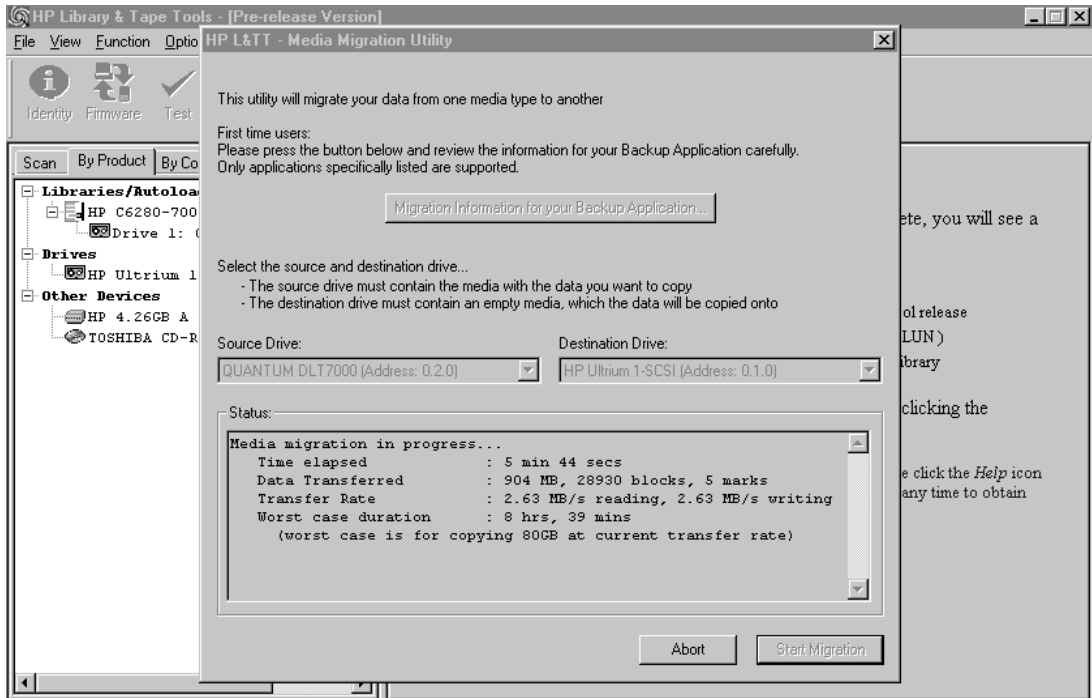 HP Library & Tape Tools - [Pre-release Version]
File View Function Optio
Identity Firmware Test
Scan By Product By Co
Libraries/Autoloa
HP C6280-700
Drive 1: (
Drives
HP Ultrium 1
Other Devices
HP 4.26GB A
TOSHIBA CD-R
HP L&TT - Media Migration Utility
This utility will migrate your data from one media type to another
First time users:
Please press the button below and review the information for your Backup Application carefully.
Only applications specifically listed are supported.
Migration Information for your Backup Application...
Select the source and destination drive...
- The source drive must contain the media with the data you want to copy
- The destination drive must contain an empty media, which the data will be copied onto
Source Drive: Destination Drive:
QUANTUM DLT7000 (Address: 0.2.0) HP Ultrium 1-SCSI (Address: 0.1.0)
Status:
Media migration in progress...
Time elapsed : 5 min 44 secs
Data Transferred : 904 MB, 28930 blocks, 5 marks
Transfer Rate : 2.63 MB/s reading, 2.63 MB/s writing
Worst case duration : 8 hrs, 39 mins
(worst case is for copying 80GB at current transfer rate)
Abort Start Migration
ete, you will see a
ol release
LUN)
ibrary
clicking the
e click the Help icon
any time to obtain